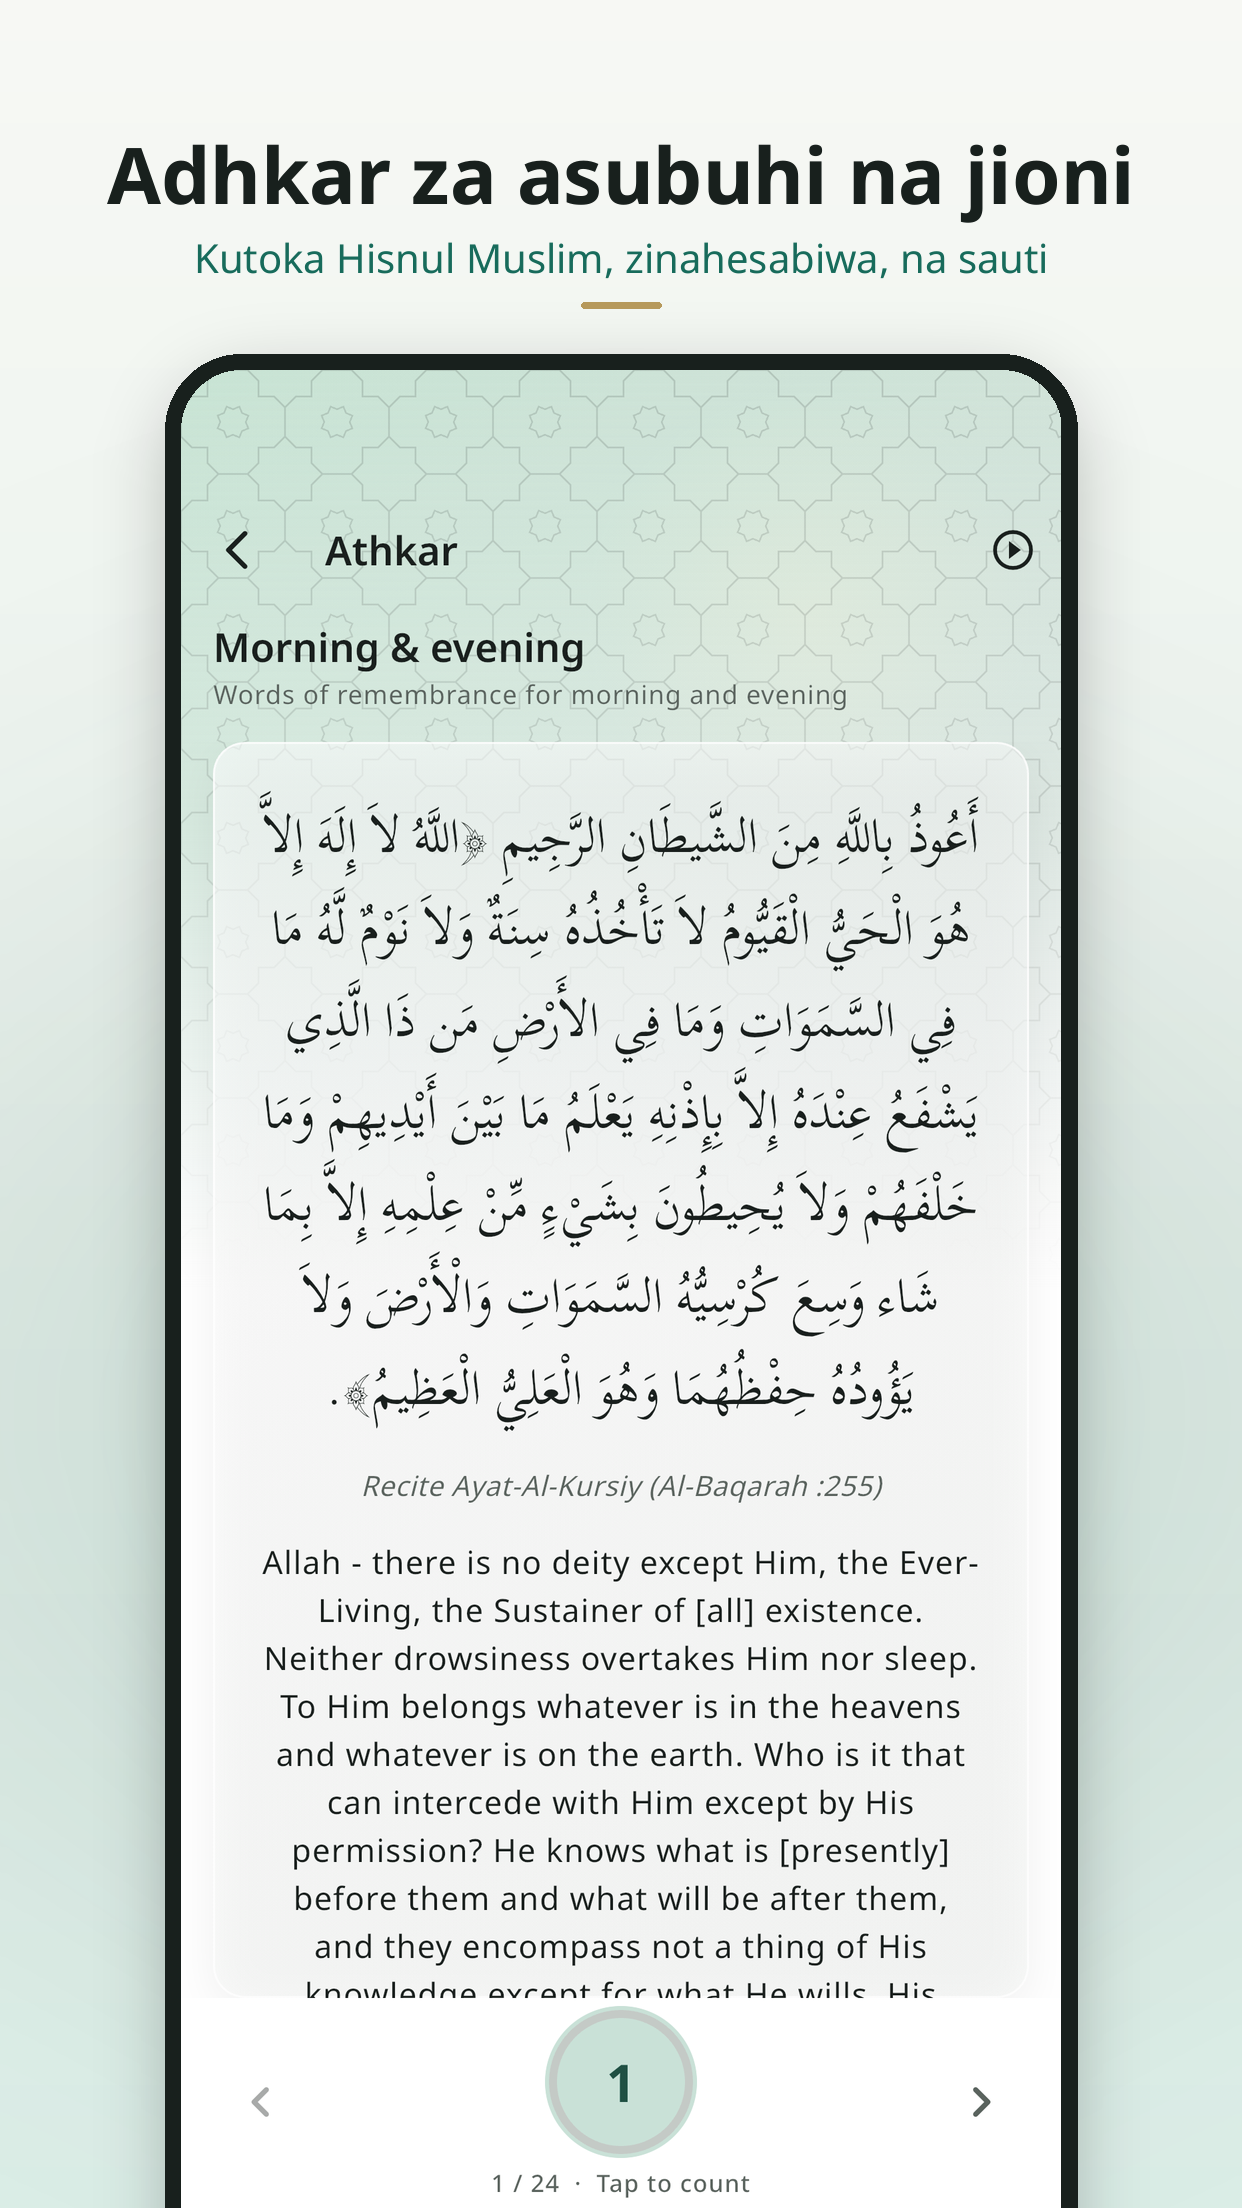 Adhkar za asubuhi na jioni
Kutoka Hisnul Muslim, zinahesabiwa, na sauti
Athkar
Morning & evening
Words of remembrance for morning and evening
أَعُوذُ بِاللَّهِ مِنَ الشَّيطَانِ الرَّجِيمِ ﴿اللَّهُ لاَ إِلَهَ إِلاَّ
هُوَ الْحَيُّ الْقَيُّومُ لاَ تَأْخُذُهُ سِنَةٌ وَلاَ نَوْمٌ لَّهُ مَا
فِي السَّمَوَاتِ وَمَا فِي الأَرْضِ مَن ذَا الَّذِي
يَشْفَعُ عِنْدَهُ إِلاَّ بِإِذْنِهِ يَعْلَمُ مَا بَيْنَ أَيْدِيهِمْ وَمَا
خَلْفَهُمْ وَلاَ يُحِيطُونَ بِشَيْءٍ مِّنْ عِلْمِهِ إِلاَّ بِمَا
شَاء وَسِعَ كُرْسِيُّهُ السَّمَوَاتِ وَالْأَرْضَ وَلاَ
يَؤُودُهُ حِفْظُهُمَا وَهُوَ الْعَلِيُّ الْعَظِيمُ﴾.
Recite Ayat-Al-Kursiy (Al-Baqarah :255)
Allah - there is no deity except Him, the Ever-
Living, the Sustainer of [all] existence.
Neither drowsiness overtakes Him nor sleep.
To Him belongs whatever is in the heavens
and whatever is on the earth. Who is it that
can intercede with Him except by His
permission? He knows what is [presently]
before them and what will be after them,
and they encompass not a thing of His
knowledge except for what He wills. His
1
1 / 24 · Tap to count